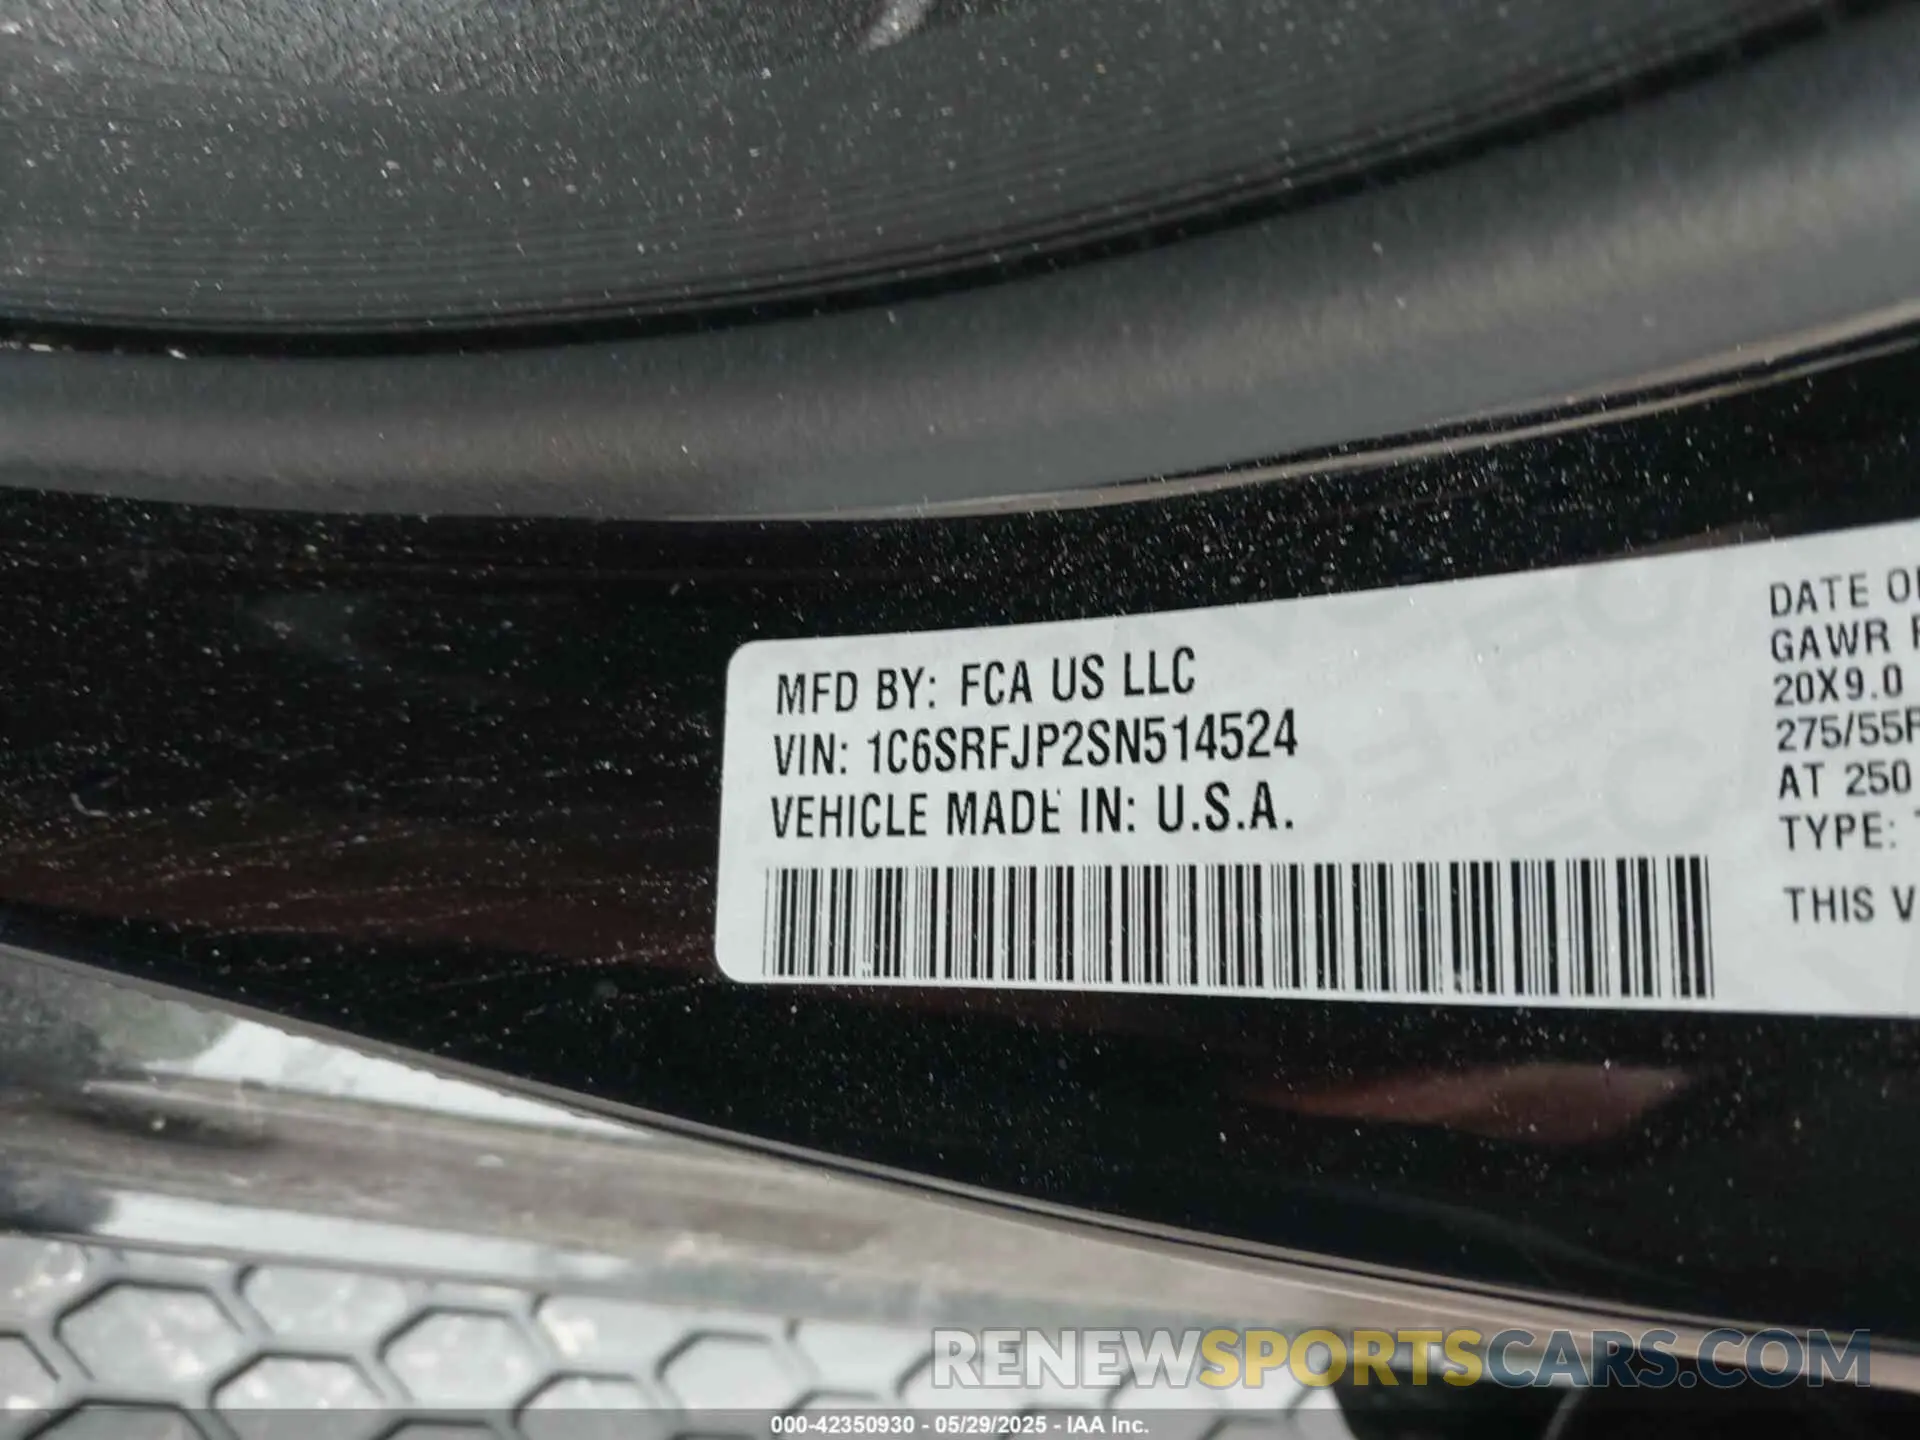 MFD BY: FCA US LLC
VIN: 1C6SRFJP2SN514524
VEHICLE MADE IN: U.S.A.
DATE
GAWR
20X9.0
275/55
AT 250
TYPE:
THIS V
RENEWSPORTSCARS.COM
000-42350930 - 05/29/2025 - IAA Inc.